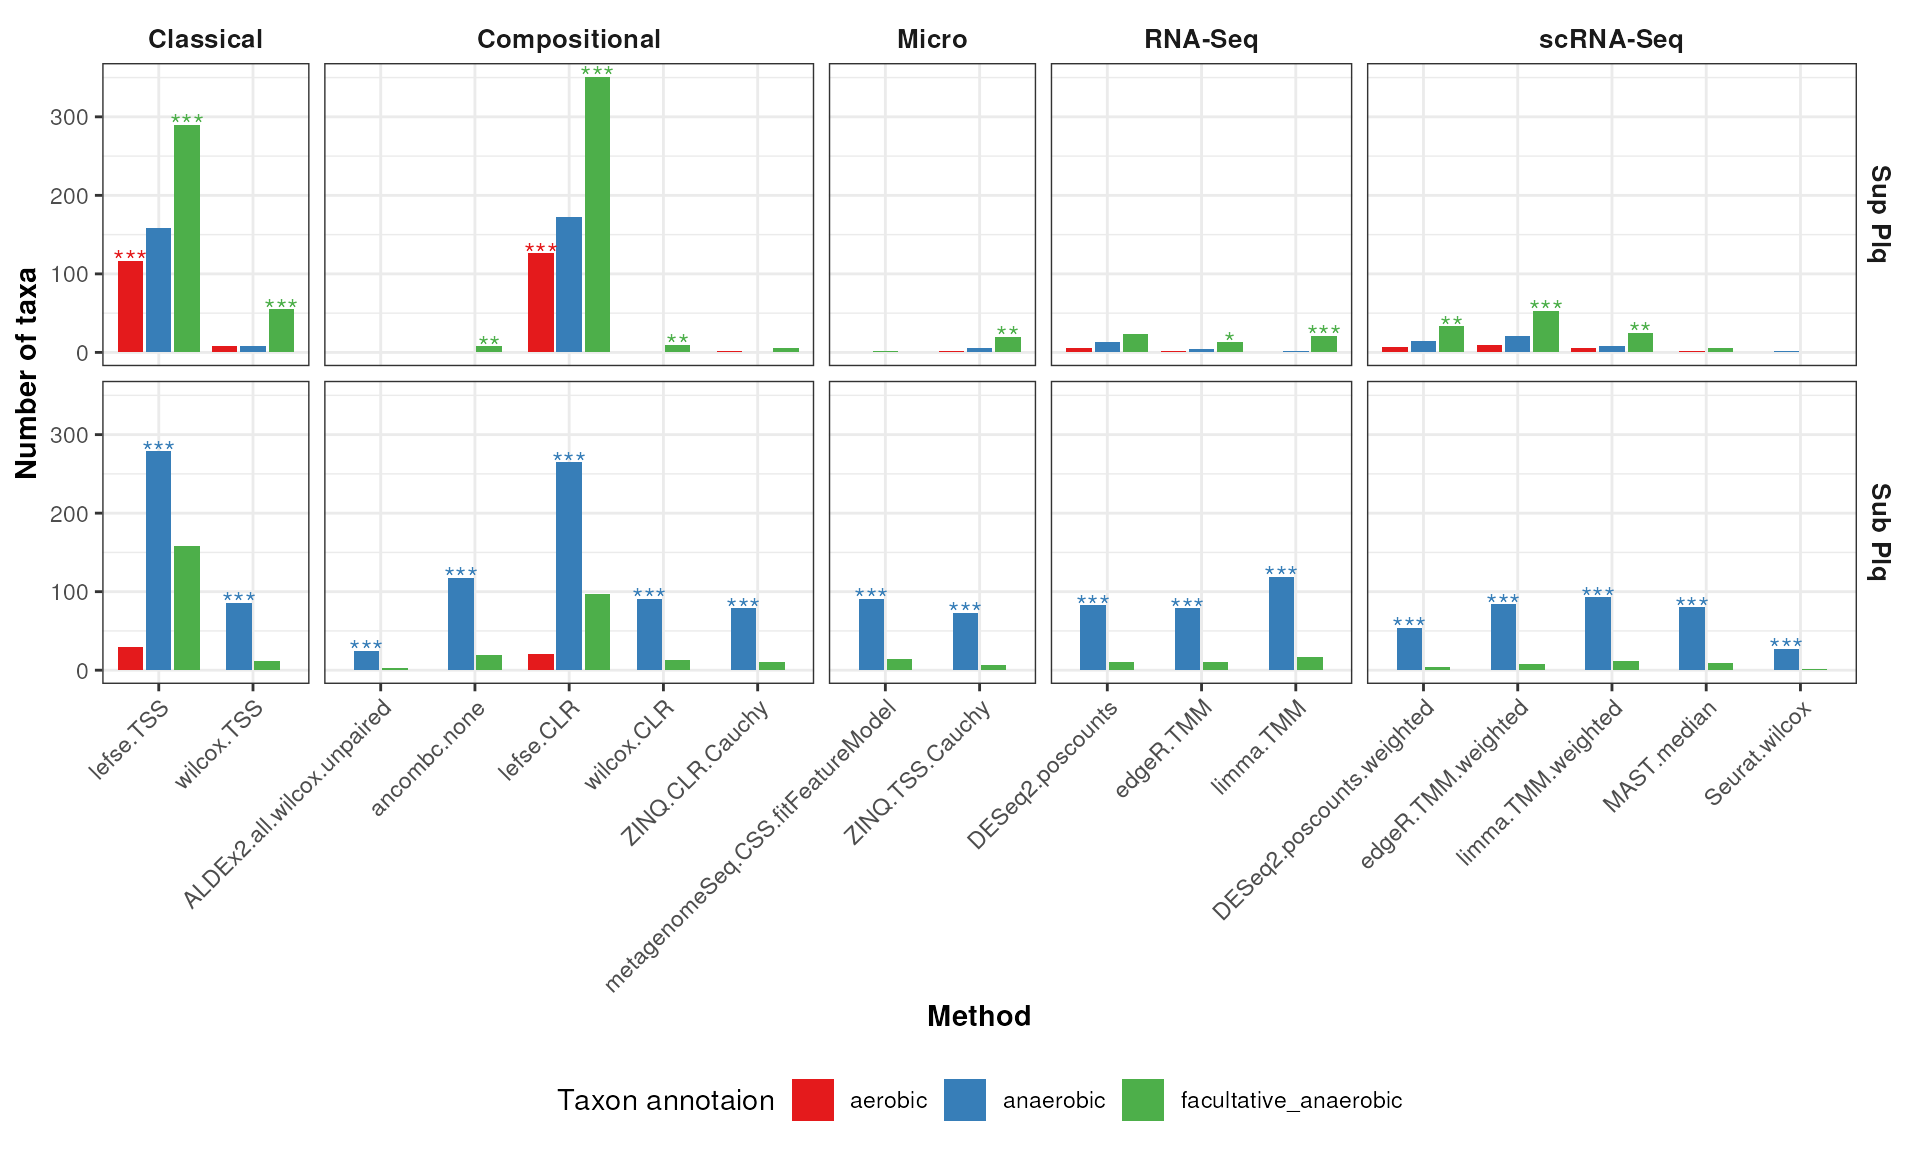 Classical Compositional Micro RNA-Seq scRNA-Seq
Number of taxa
300
200
100
0
*** *** ***
** *** *** **
**
* ***
** *** **
Sup Plq
300
200
100
0
*** ***
*** *** *** *** ***
*** ***
*** *** ***
*** *** *** *** ***
Sub Plq
lefse.TSS
wilcox.TSS
ALDEx2.all.wilcox.unpaired
ancombc.none
lefse.CLR
wilcox.CLR
ZINQ.CLR.Cauchy
metagenomeSeq.CSS.fitFeatureModel
ZINQ.TSS.Cauchy
DESeq2.poscounts
edgeR.TMM
limma.TMM
DESeq2.poscounts.weighted
edgeR.TMM.weighted
limma.TMM.weighted
MAST.median
Seurat.wilcox
Method
Taxon annotaion aerobic anaerobic facultative_anaerobic